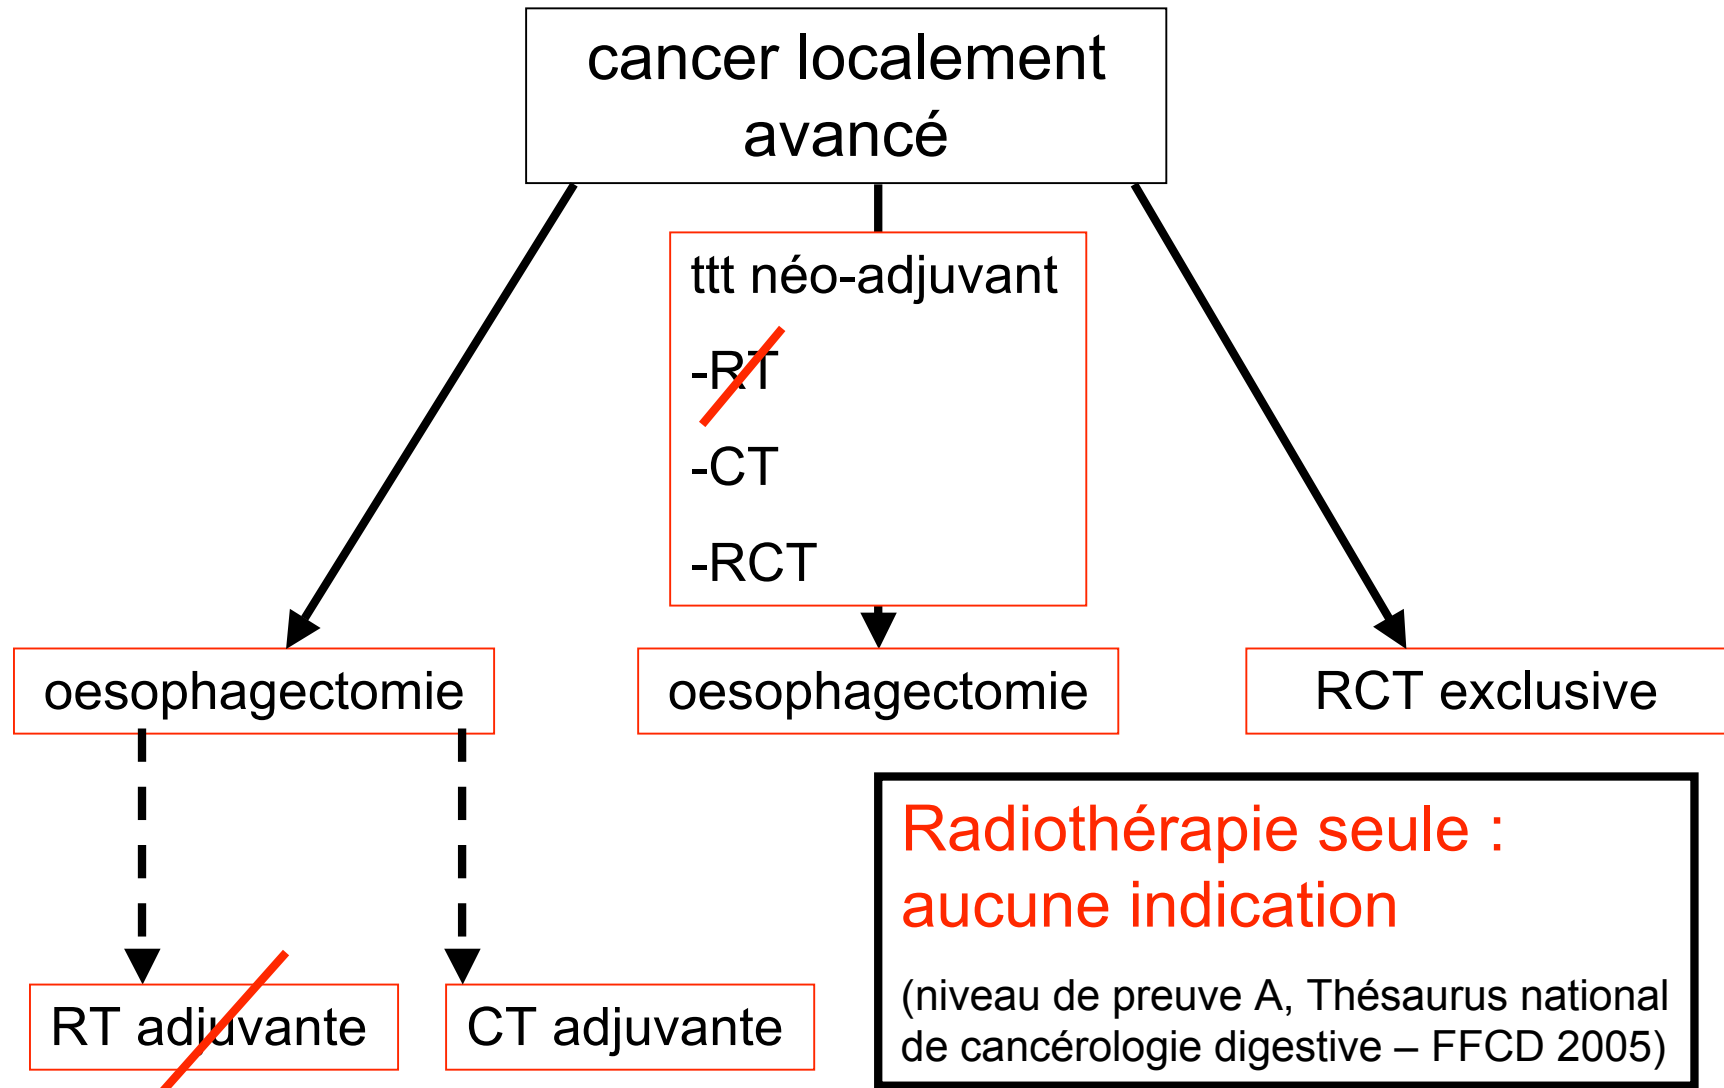 cancer localement
avancé
ttt néo-adjuvant
-RT
-CT
-RCT
oesophagectomie
oesophagectomie
RCT exclusive
Radiothérapie seule :
aucune indication
(niveau de preuve A, Thésaurus national
de cancérologie digestive – FFCD 2005)
RT adjuvante
CT adjuvante